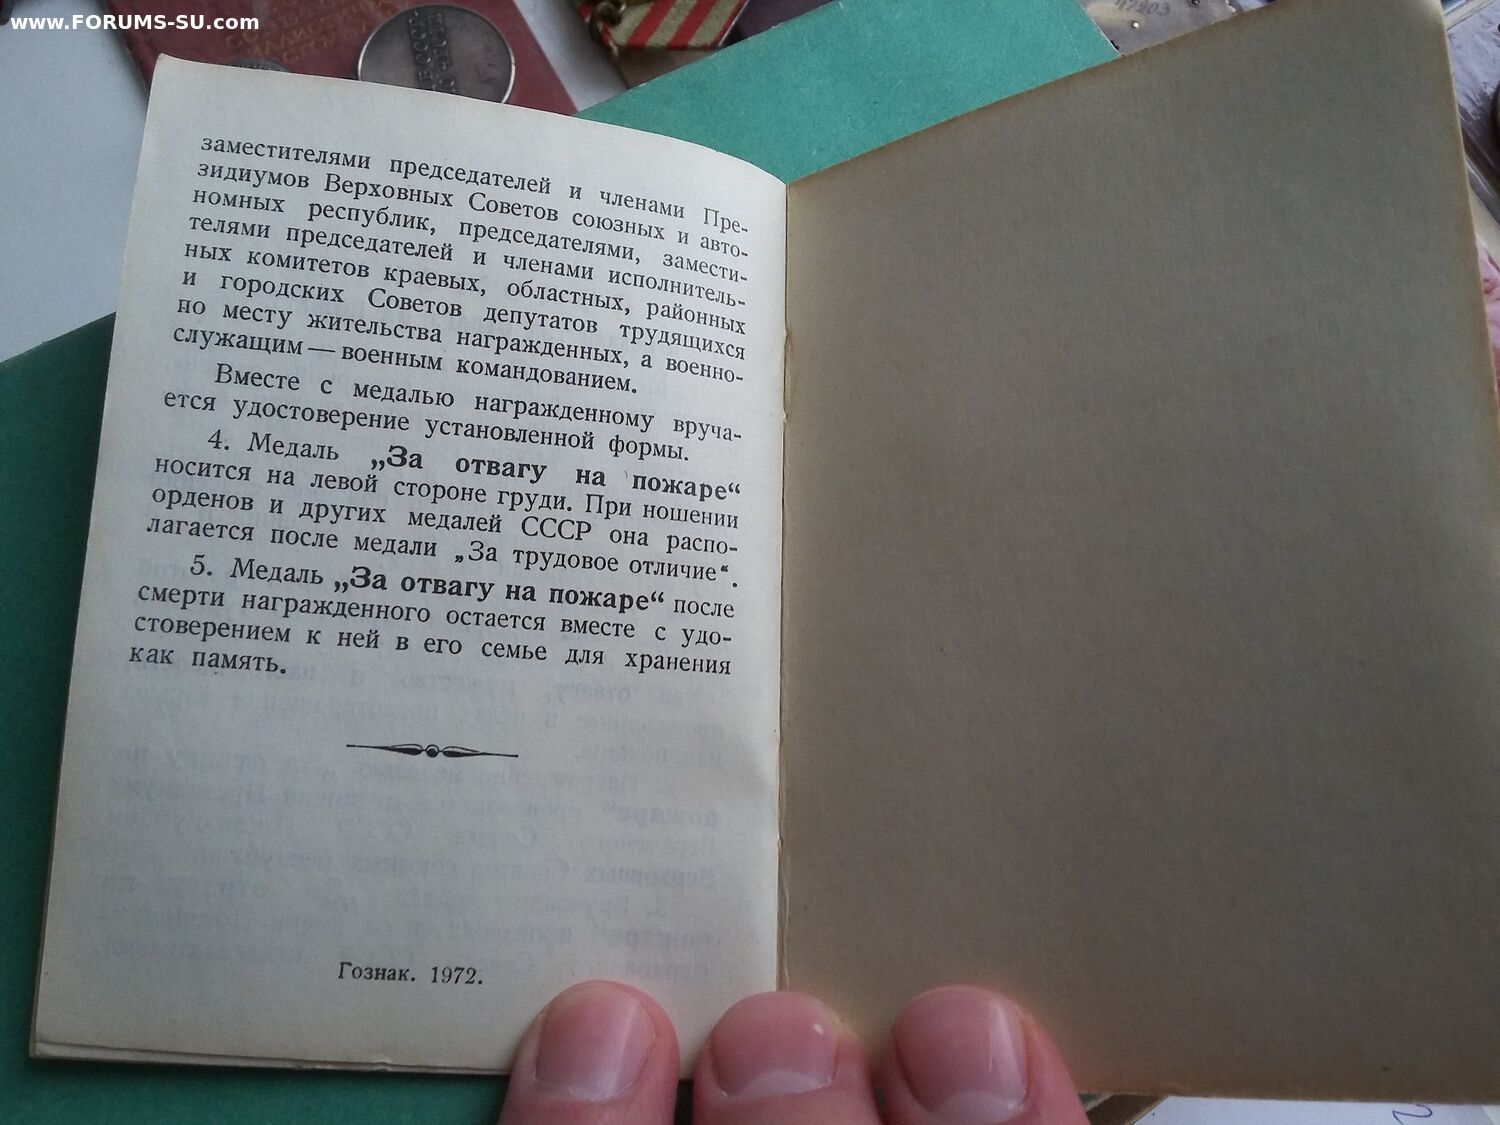 www.FORUMS-SU.com
47903
заместителями председателей и членами Пре-
зидиумов Верховных Советов союзных и авто-
номных республик, председателями, замести-
телями председателей и членами исполнитель-
ных комитетов краевых, областных, районных
и городских Советов депутатов трудящихся
по месту жительства награжденных, а военно-
служащим — военным командованием.
Вместе с медалью награжденному вруча-
ется удостоверение установленной формы.
4. Медаль „За отвагу на пожаре“
носится на левой стороне груди. При ношении
орденов и других медалей СССР она распо-
лагается после медали „За трудовое отличие“.
5. Медаль „За отвагу на пожаре“ после
смерти награжденного остается вместе с удо-
стоверением к ней в его семье для хранения
как память.
Гознак. 1972.